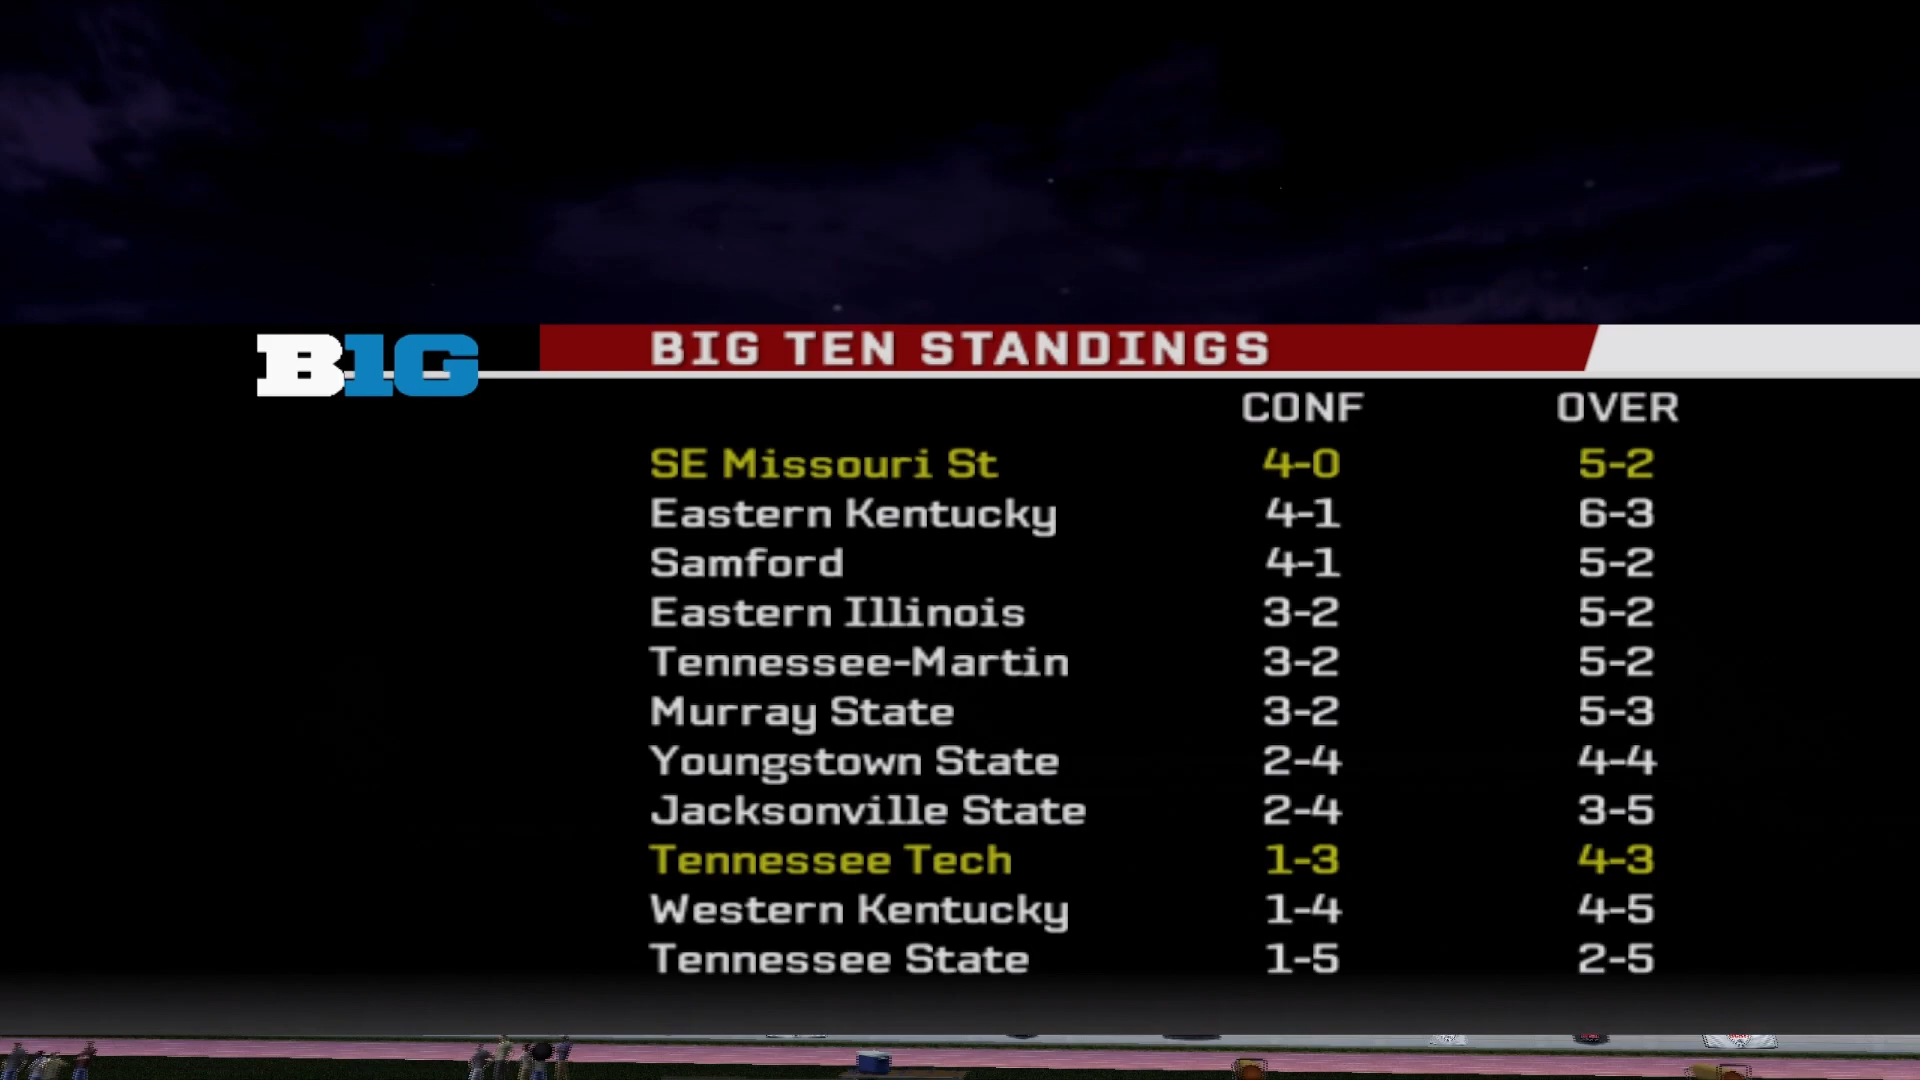 B1G BIG TEN STANDINGS
CONF OVER
SE Missouri St 4-0 5-2
Eastern Kentucky 4-1 6-3
Samford 4-1 5-2
Eastern Illinois 3-2 5-2
Tennessee-Martin 3-2 5-2
Murray State 3-2 5-3
Youngstown State 2-4 4-4
Jacksonville State 2-4 3-5
Tennessee Tech 1-3 4-3
Western Kentucky 1-4 4-5
Tennessee State 1-5 2-5